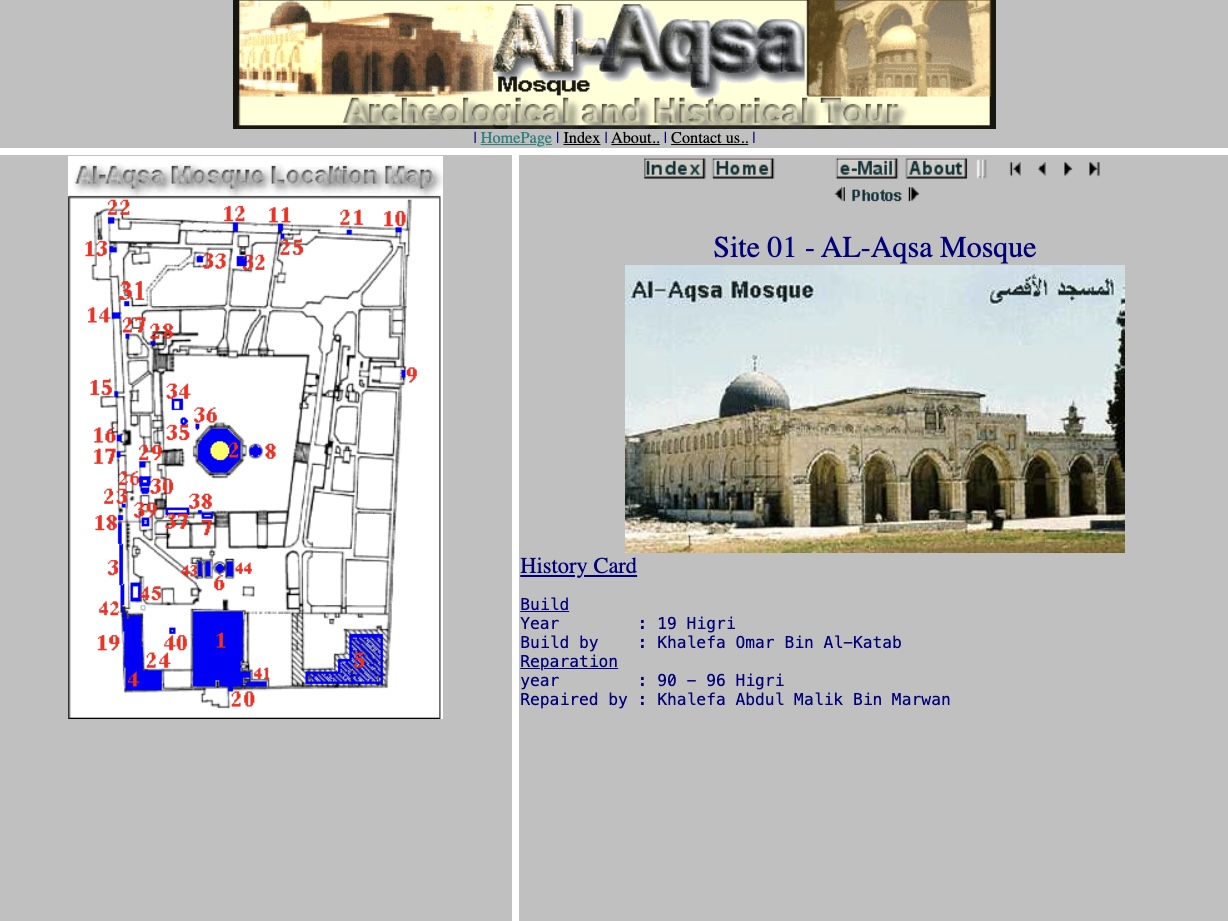 Al-Aqsa
Mosque
Archeological and Historical Tour
| HomePage | Index | About.. | Contact us.. |
Al-Aqsa Mosque Localtion Map
22 12 11 21 10
13 33 32 25
31
14 27 28
9
15 34
36
35
16 2 8
17 29
26 30
23 38
39 37 7
18
3 43 6 44
45
42
19 40 1
24 5
4 41
20
Index Home e-Mail About
Photos
Site 01 - AL-Aqsa Mosque
Al-Aqsa Mosque المسجد الأقصى
History Card
Build
Year : 19 Higri
Build by : Khalefa Omar Bin Al-Katab
Reparation
year : 90 - 96 Higri
Repaired by : Khalefa Abdul Malik Bin Marwan